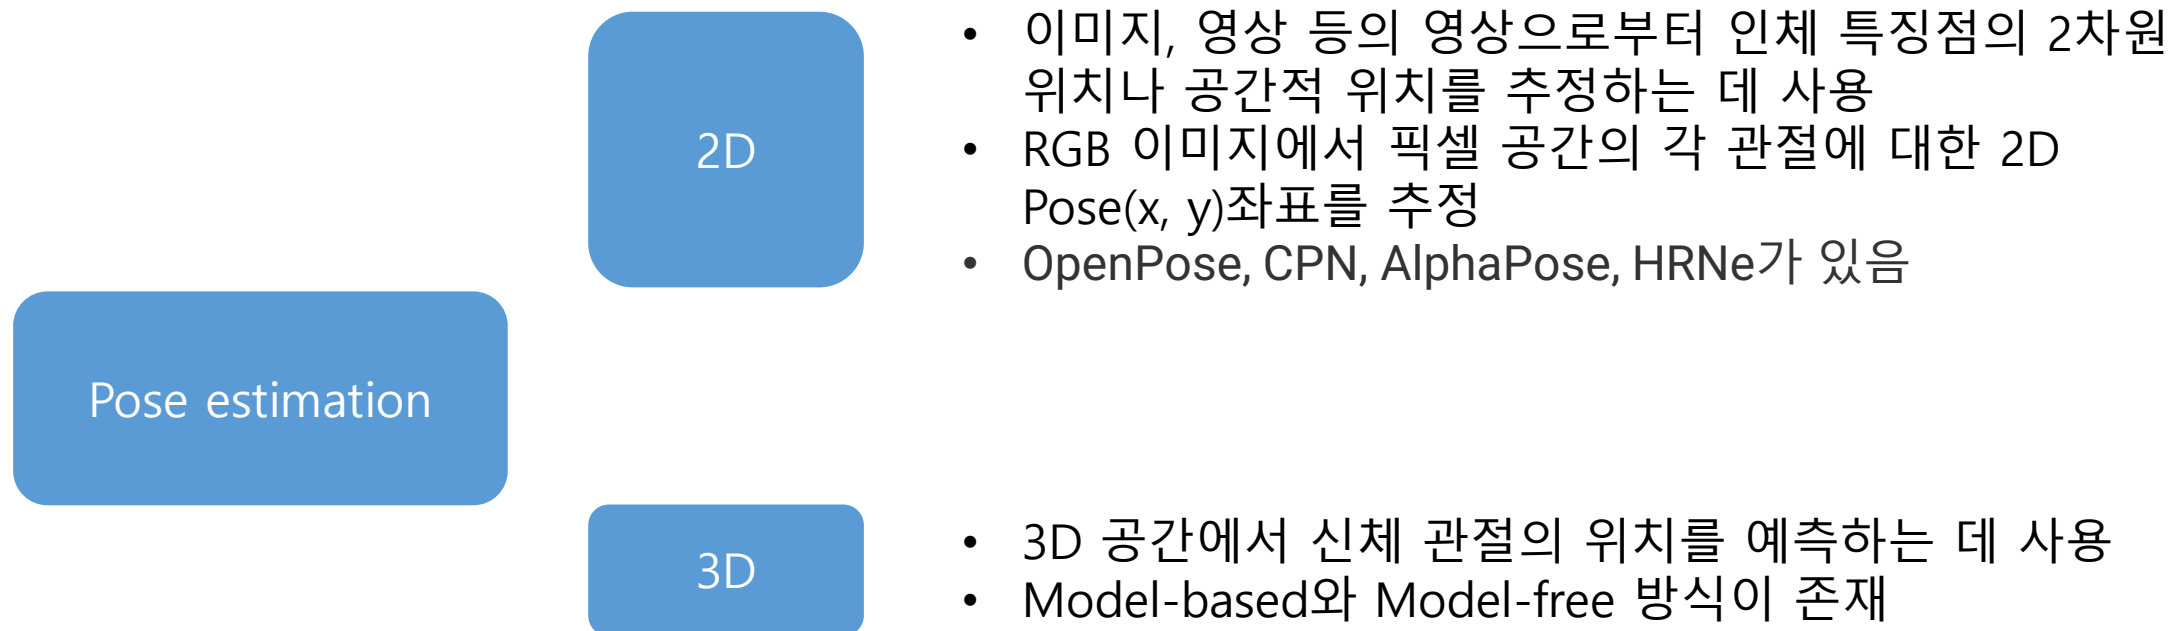 Pose estimation
2D
• 이미지, 영상 등의 영상으로부터 인체 특징점의 2차원
위치나 공간적 위치를 추정하는 데 사용
• RGB 이미지에서 픽셀 공간의 각 관절에 대한 2D
Pose(x, y)좌표를 추정
• OpenPose, CPN, AlphaPose, HRNe가 있음
3D
• 3D 공간에서 신체 관절의 위치를 예측하는 데 사용
• Model-based와 Model-free 방식이 존재